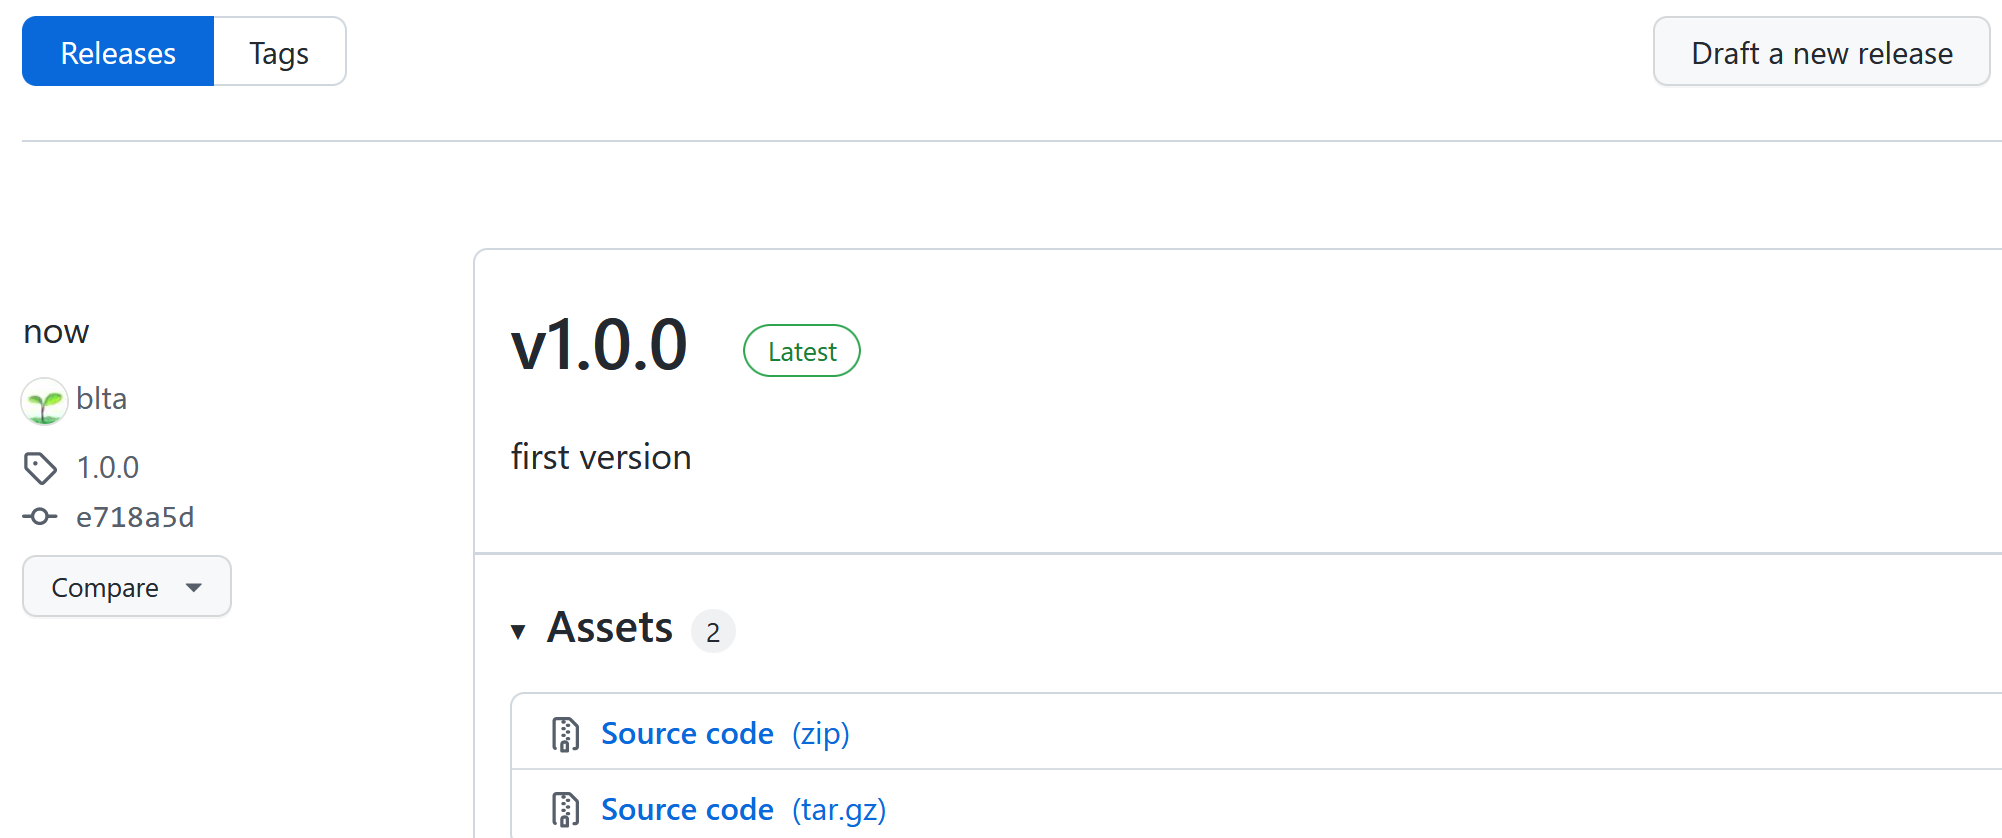 Releases Tags Draft a new release
now
blta
1.0.0
e718a5d
Compare
v1.0.0 Latest
first version
Assets 2
Source code (zip)
Source code (tar.gz)